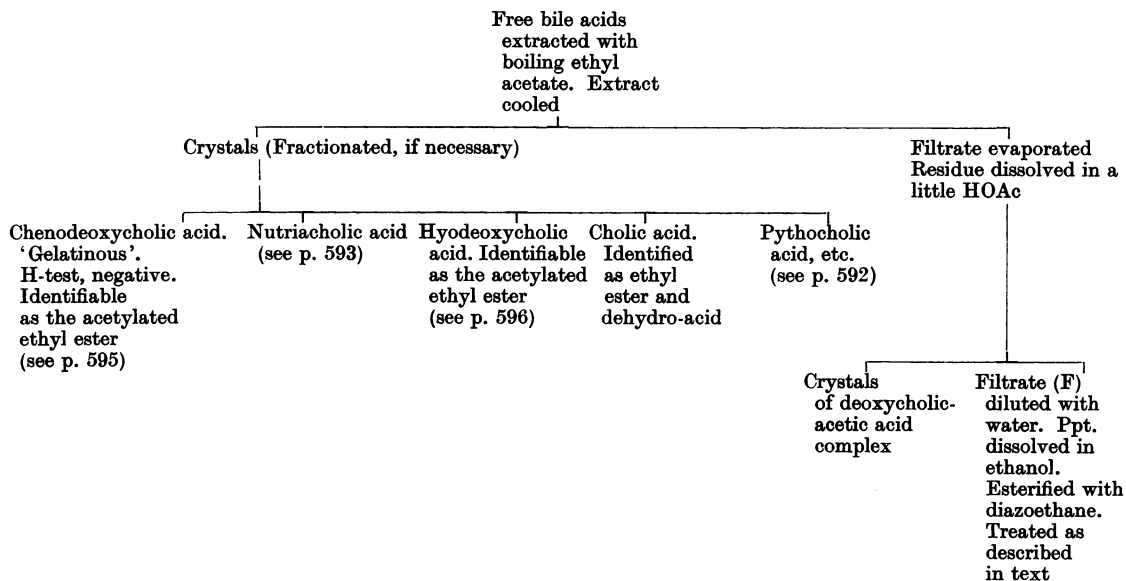 Free bile acids
extracted with
boiling ethyl
acetate. Extract
cooled
Crystals (Fractionated, if necessary)
Filtrate evaporated
Residue dissolved in a
little HOAc
Chenodeoxycholic acid.
'Gelatinous'.
H-test, negative.
Identifiable
as the acetylated
ethyl ester
(see p. 595)
Nutriacholic acid
(see p. 593)
Hyodeoxycholic
acid. Identifiable
as the acetylated
ethyl ester
(see p. 596)
Cholic acid.
Identified
as ethyl
ester and
dehydro-acid
Pythocholic
acid, etc.
(see p. 592)
Crystals
of deoxycholic-
acetic acid
complex
Filtrate (F)
diluted with
water. Ppt.
dissolved in
ethanol.
Esterified with
diazoethane.
Treated as
described
in text